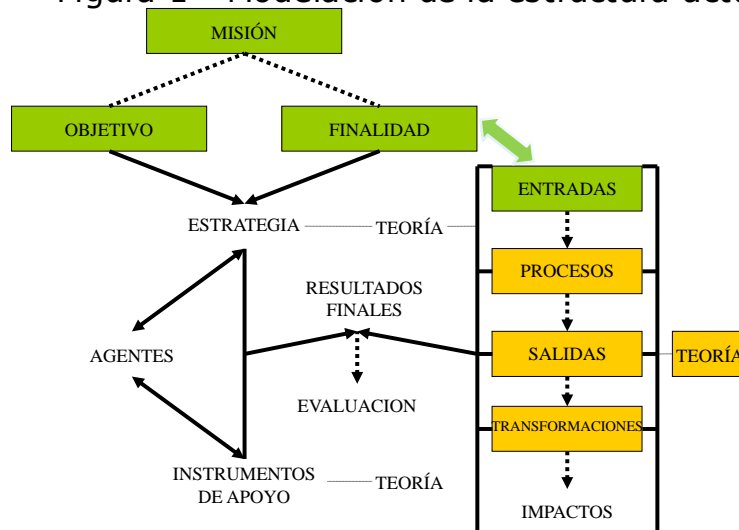 MISIÓN
OBJETIVO
FINALIDAD
ENTRADAS
ESTRATEGIA
TEORÍA
PROCESOS
RESULTADOS
FINALES
AGENTES
SALIDAS
TEORÍA
EVALUACION
TRANSFORMACIONES
INSTRUMENTOS
DE APOYO
TEORÍA
IMPACTOS